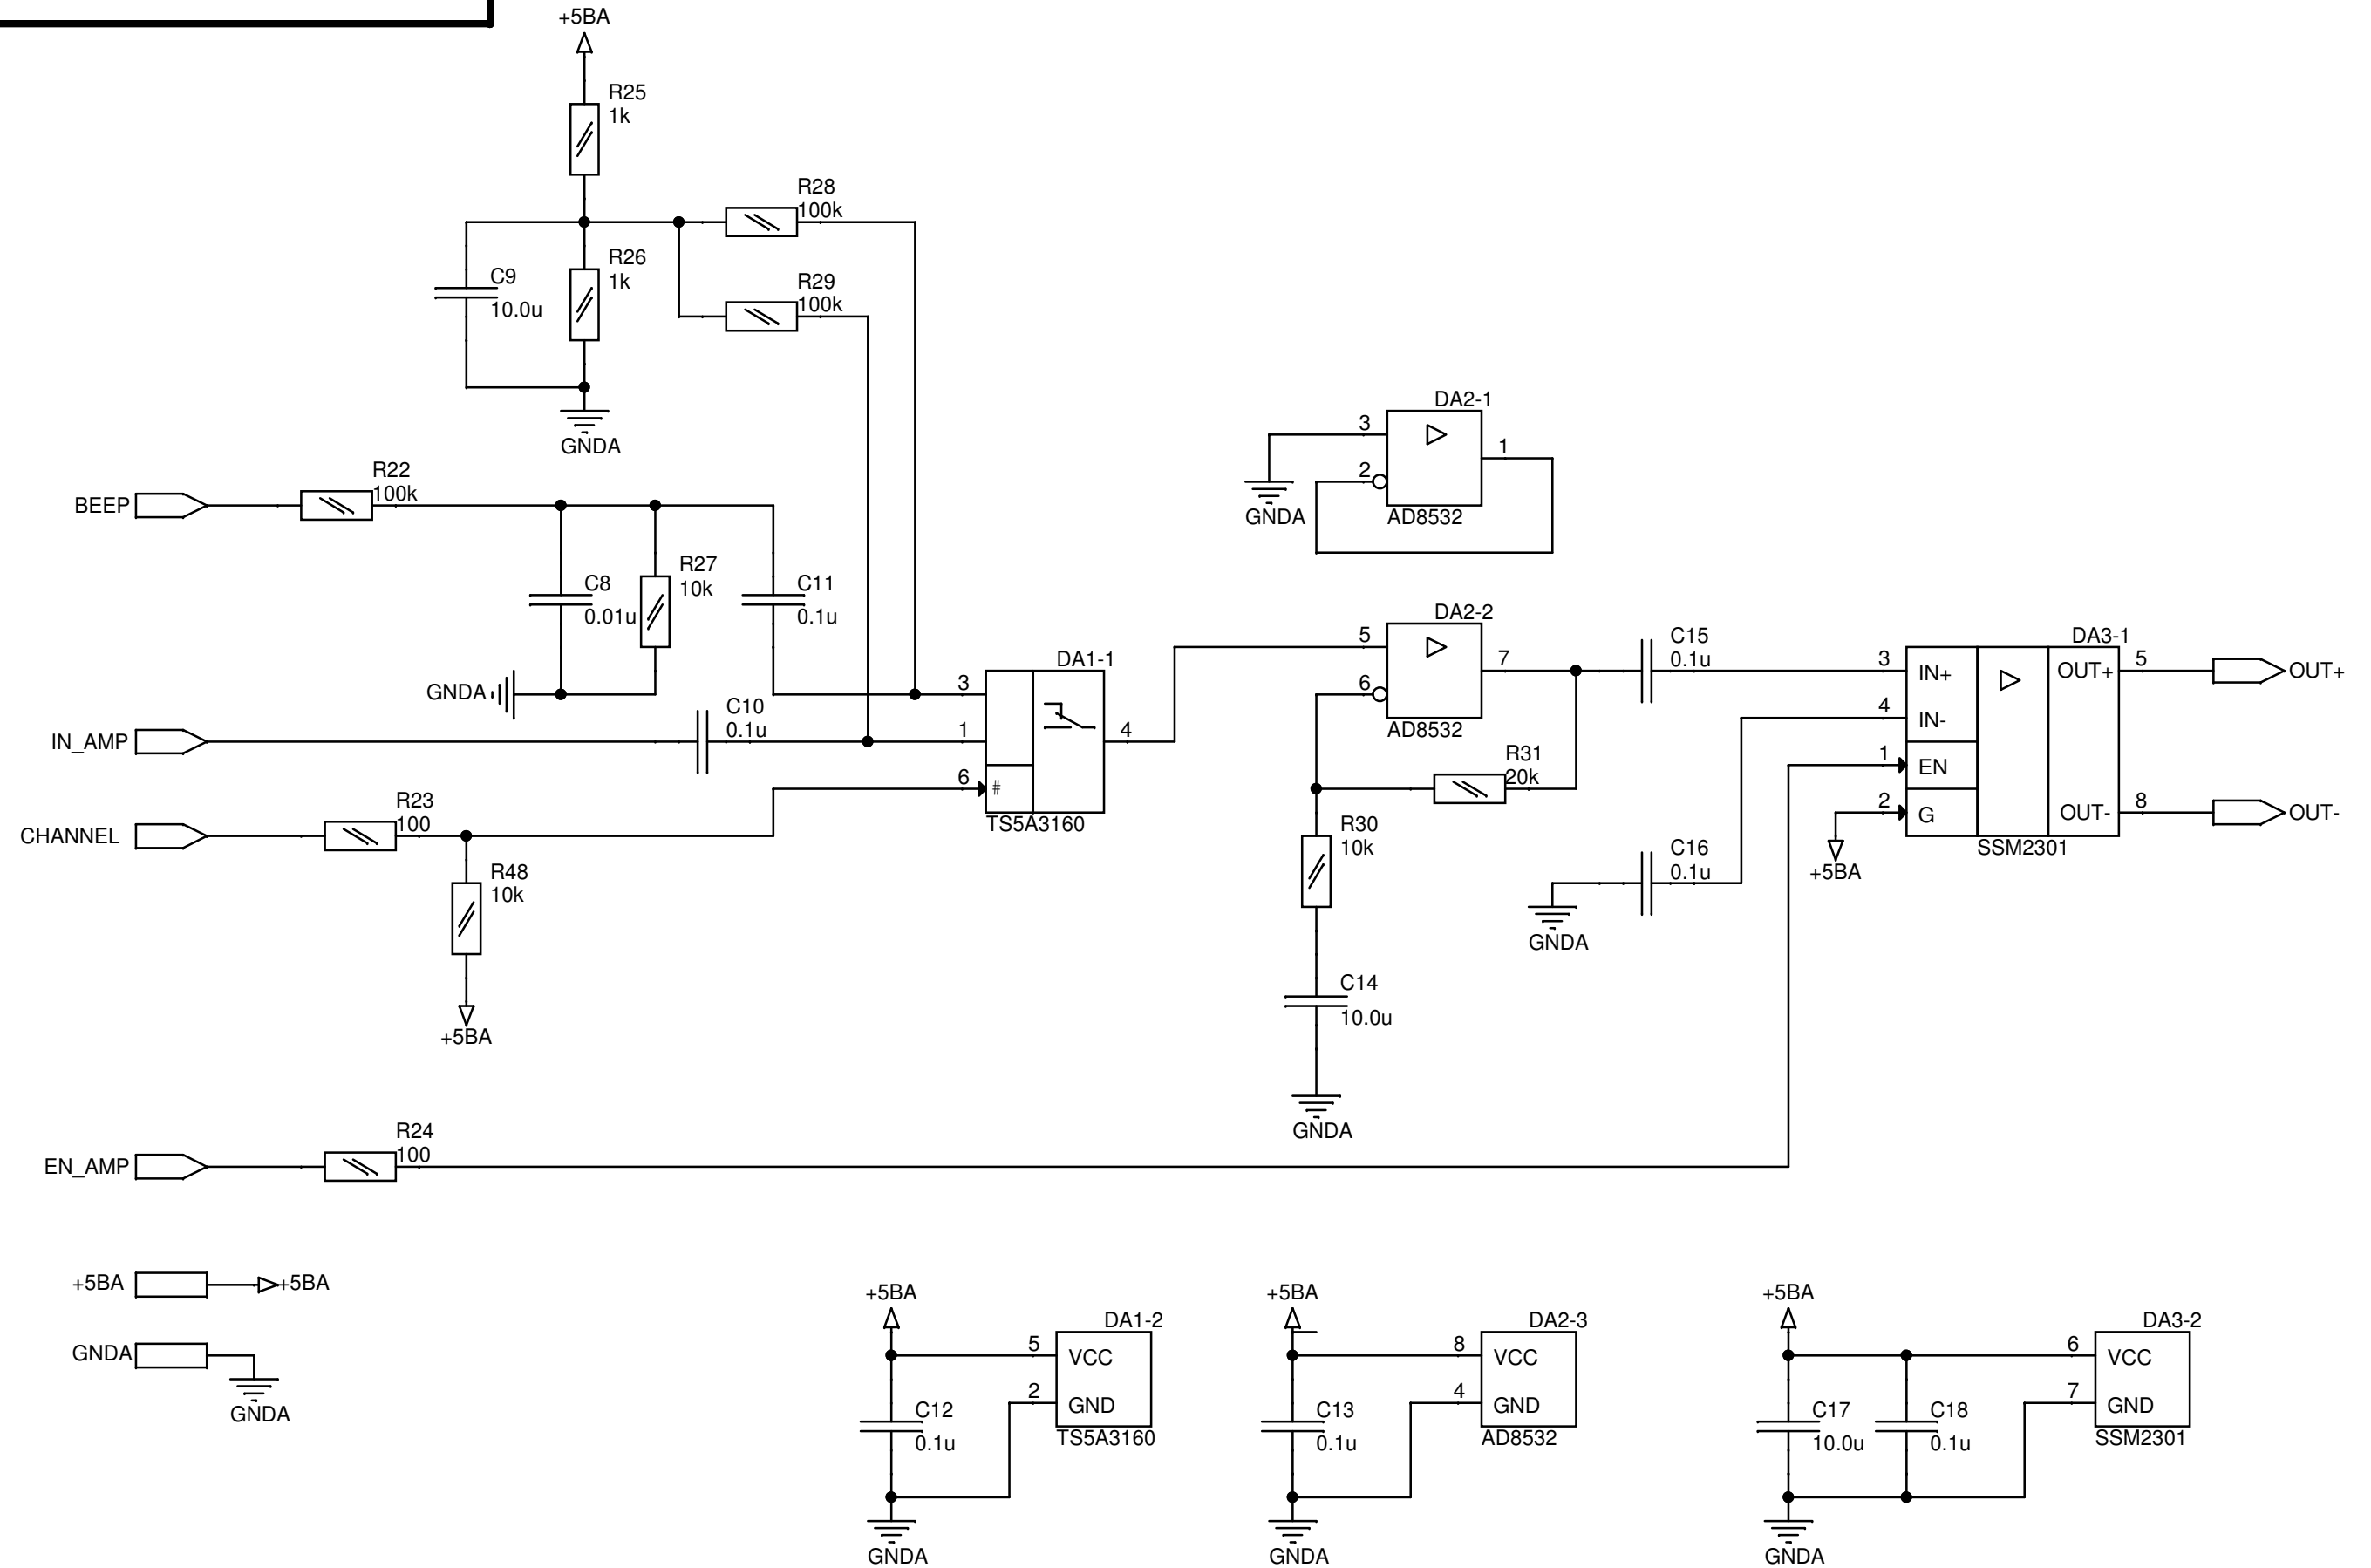 +5BA
R25
1k
R28
100k
R26
1k
C9
10.0u
R29
100k
GNDA
DA2-1
3
1
2
AD8532
GNDA
BEEP
R22
100k
C8
0.01u
R27
10k
C11
0.1u
GNDA
DA1-1
3
1
4
6
#
TS5A3160
IN_AMP
C10
0.1u
CHANNEL
R23
100
R48
10k
+5BA
DA2-2
5
7
6
AD8532
R31
20k
R30
10k
C14
10.0u
GNDA
C15
0.1u
C16
0.1u
GNDA
DA3-1
3
IN+
OUT+
5
OUT+
4
IN-
1
EN
2
G
OUT-
8
OUT-
SSM2301
+5BA
EN_AMP
R24
100
+5BA
+5BA
GNDA
GNDA
+5BA
DA1-2
5
VCC
2
GND
C12
0.1u
TS5A3160
GNDA
+5BA
DA2-3
8
VCC
4
GND
C13
0.1u
AD8532
GNDA
+5BA
DA3-2
6
VCC
7
GND
C17
10.0u
C18
0.1u
SSM2301
GNDA